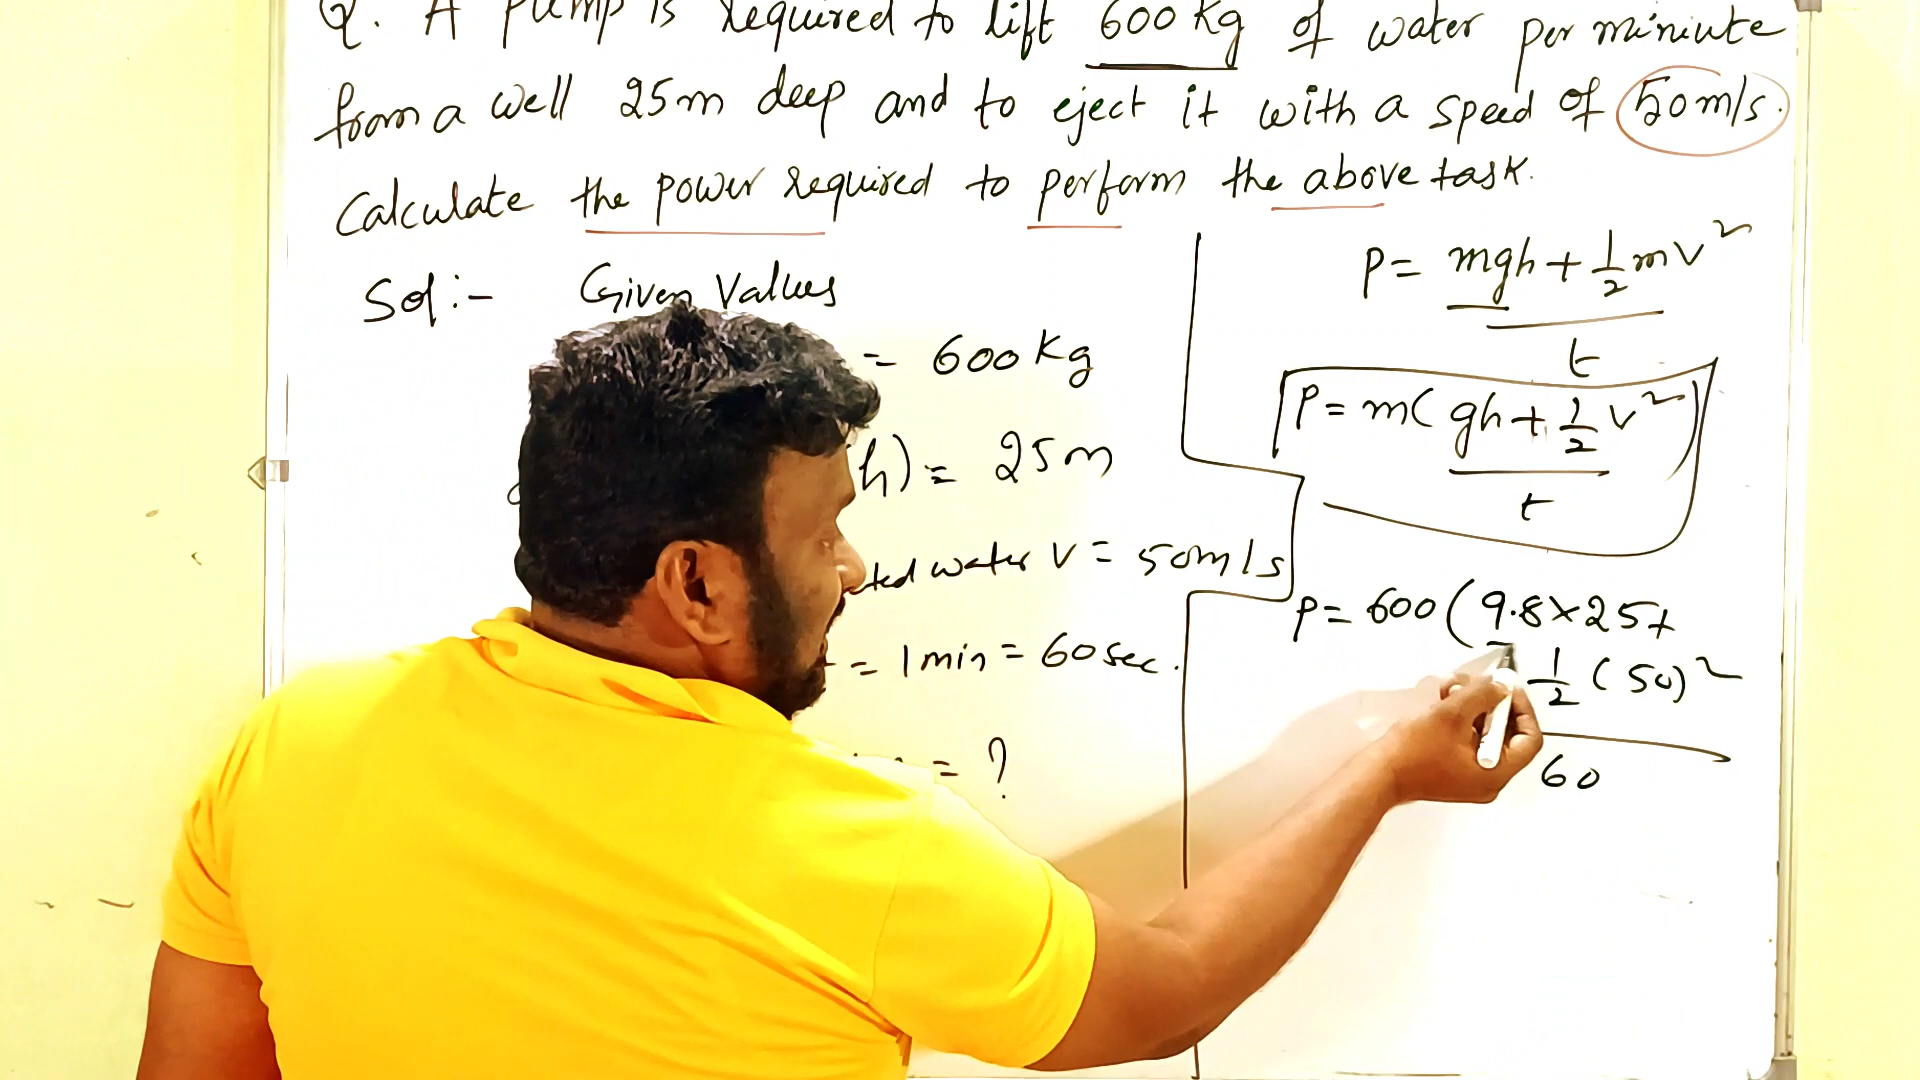 Q. A Pump is required to lift 600 Kg of water per miniute
from a well 25m deep and to eject it with a speed of 50m/s.
Calculate the power required to perform the above task.
Sol :- Given Values
= 600 Kg
h) = 25m
ted water V = 50m/s
= 1min = 60sec.
= ?
P = mgh + 1/2 mv²
t
P = m( gh + 1/2 v²)
t
P = 600 ( 9.8 x 25 +
1/2 (50)²
60